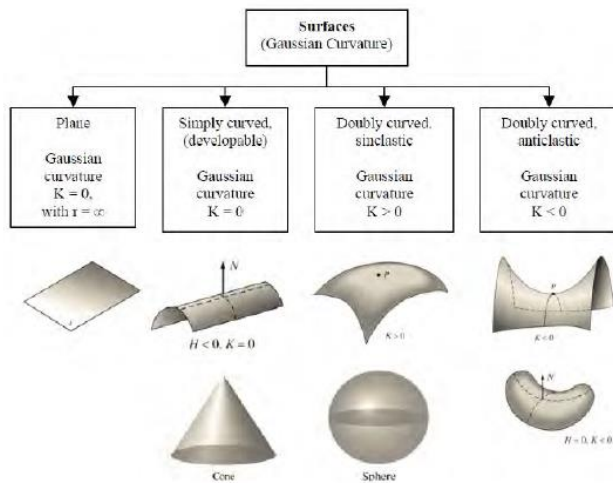 Surfaces
(Gaussian Curvature)
Plane
Gaussian
curvature
K = 0,
with r = ∞
Simply curved,
(developable)
Gaussian
curvature
K = 0
Doubly curved,
sinclastic
Gaussian
curvature
K > 0
Doubly curved,
anticlastic
Gaussian
curvature
K < 0
N
H < 0, K = 0
P
K > 0
P
K < 0
Cone
Sphere
N
H = 0, K < 0